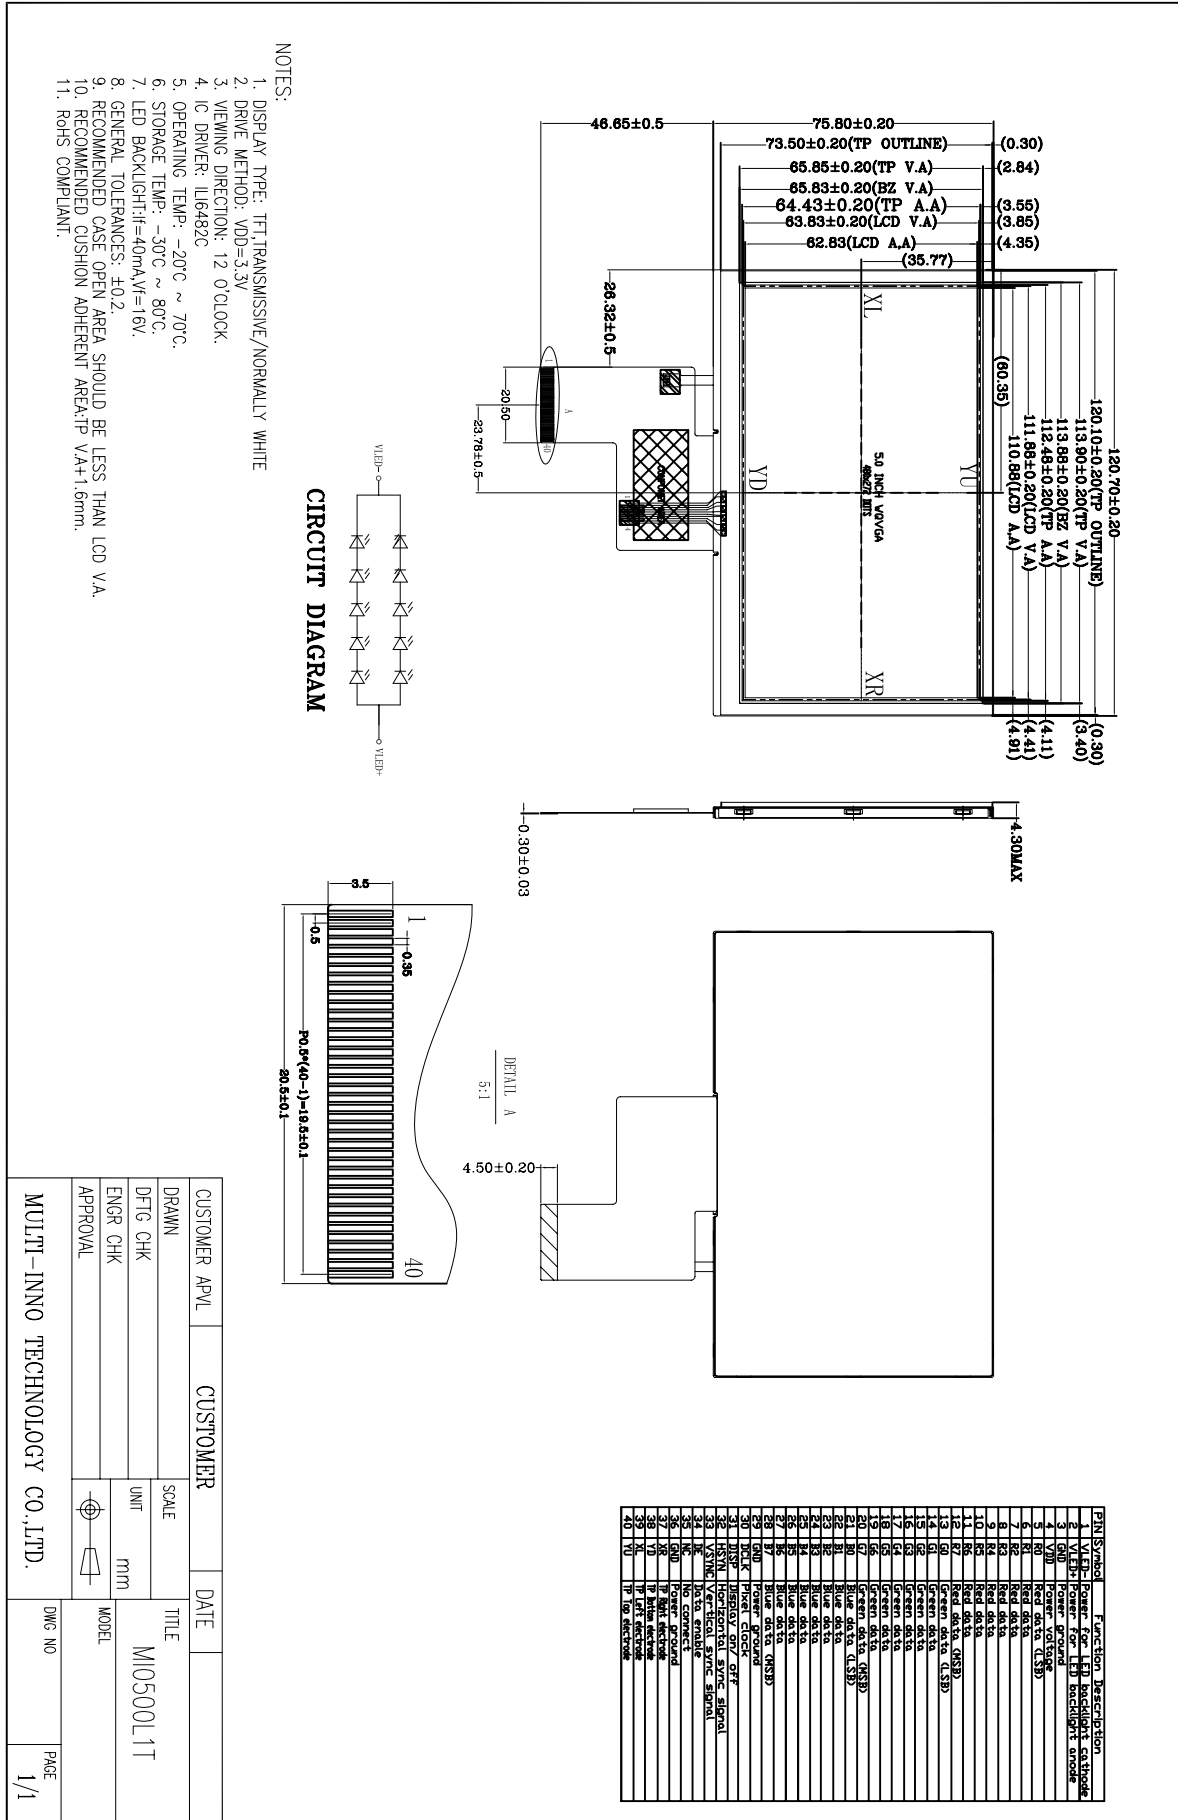 120.70±0.20
120.10±0.20(TP OUTLINE)
(0.30)
113.90±0.20(TP V.A)
(3.40)
113.88±0.20(BZ V.A)
112.48±0.20(TP A.A)
(4.11)
111.86±0.20(LCD V.A)
(4.41)
110.86(LCD A,A)
(4.91)
(60.35)
46.65±0.5
75.80±0.20
73.50±0.20(TP OUTLINE)
(0.30)
65.85±0.20(TP V.A)
(2.84)
65.83±0.20(BZ V.A)
64.43±0.20(TP A.A)
(3.55)
63.83±0.20(LCD V.A)
(3.85)
62.83(LCD A,A)
(4.35)
(35.77)
XL
YU
YD
XR
5.0 INCH WQVGA
480x272 DOTS
26.32±0.5
20.50
23.78±0.5
1
40
A
4.30MAX
0.30±0.03
4.50±0.20
VLED-
VLED+
CIRCUIT DIAGRAM
DETAIL A
5:1
3.5
1
40
0.5
0.35
P0.5*(40-1)=19.5±0.1
20.5±0.1
NOTES:
1. DISPLAY TYPE: TFT,TRANSMISSIVE/NORMALLY WHITE
2. DRIVE METHOD: VDD=3.3V
3. VIEWING DIRECTION: 12 O'CLOCK.
4. IC DRIVER: ILI6482C
5. OPERATING TEMP: -20°C ~ 70°C.
6. STORAGE TEMP: -30°C ~ 80°C.
7. LED BACKLIGHT:If=40mA,Vf=16V.
8. GENERAL TOLERANCES: ±0.2.
9. RECOMMENDED CASE OPEN AREA SHOULD BE LESS THAN LCD V.A.
10. RECOMMENDED CUSHION ADHERENT AREA:TP V.A+1.6mm.
11. RoHS COMPLIANT.
PIN Symbol Function Description
1 VLED- Power for LED backlight cathode
2 VLED+ Power for LED backlight anode
3 GND Power ground
4 VDD Power voltage
5 R0 Red data (LSB)
6 R1 Red data
7 R2 Red data
8 R3 Red data
9 R4 Red data
10 R5 Red data
11 R6 Red data
12 R7 Red data (MSB)
13 G0 Green data (LSB)
14 G1 Green data
15 G2 Green data
16 G3 Green data
17 G4 Green data
18 G5 Green data
19 G6 Green data
20 G7 Green data (MSB)
21 B0 Blue data (LSB)
22 B1 Blue data
23 B2 Blue data
24 B3 Blue data
25 B4 Blue data
26 B5 Blue data
27 B6 Blue data
28 B7 Blue data (MSB)
29 GND Power ground
30 DCLK Pixel clock
31 DISP Display on/ off
32 HSYN Horizontal sync signal
33 VSYNC Vertical sync signal
34 DE Data enable
35 NC No connect
36 GND Power ground
37 XR TP Right electrode
38 YD TP Bottom electrode
39 XL TP Left electrode
40 YU TP Top electrode
CUSTOMER APVL
CUSTOMER
DATE
DRAWN
DFTG CHK
ENGR CHK
APPROVAL
SCALE
UNIT
mm
TITLE
MI0500L1T
MODEL
MULTI-INNO TECHNOLOGY CO.,LTD.
DWG NO
PAGE
1/1